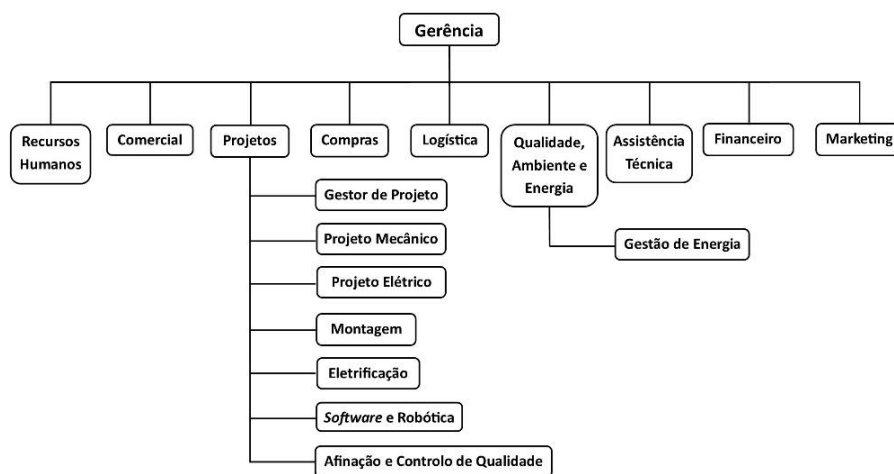 Gerência
Recursos
Humanos
Comercial
Projetos
Compras
Logística
Qualidade,
Ambiente e
Energia
Assistência
Técnica
Financeiro
Marketing
Gestor de Projeto
Projeto Mecânico
Projeto Elétrico
Montagem
Eletrificação
Software e Robótica
Afinação e Controlo de Qualidade
Gestão de Energia